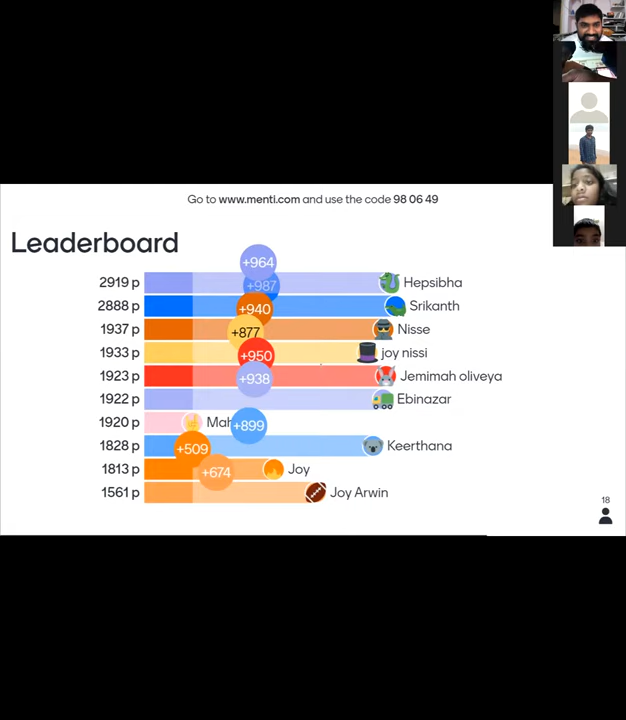 Go to www.menti.com and use the code 98 06 49
Leaderboard
+964
2919 p +987 Hepsibha
2888 p +940 Srikanth
1937 p +877 Nisse
1933 p +950 joy nissi
1923 p +938 Jemimah oliveya
1922 p Ebinazar
1920 p +899
1828 p +509 Keerthana
1813 p +674 Joy
1561 p Joy Arwin
18